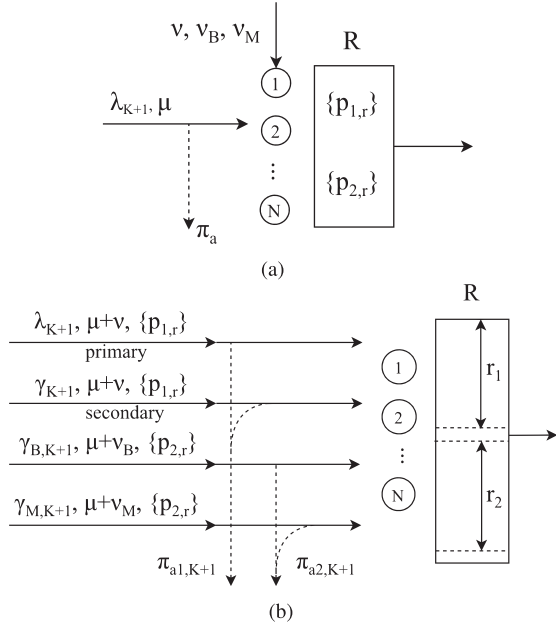 ν, ν_B, ν_M
R
1
λ_{K+1}, μ
{p_{1,r}}
2
⋮
{p_{2,r}}
N
π_a
(a)
R
λ_{K+1}, μ+ν, {p_{1,r}}
primary
1
r_1
γ_{K+1}, μ+ν, {p_{1,r}}
secondary
2
γ_{B,K+1}, μ+ν_B, {p_{2,r}}
⋮
N
r_2
γ_{M,K+1}, μ+ν_M, {p_{2,r}}
π_{a1,K+1} π_{a2,K+1}
(b)